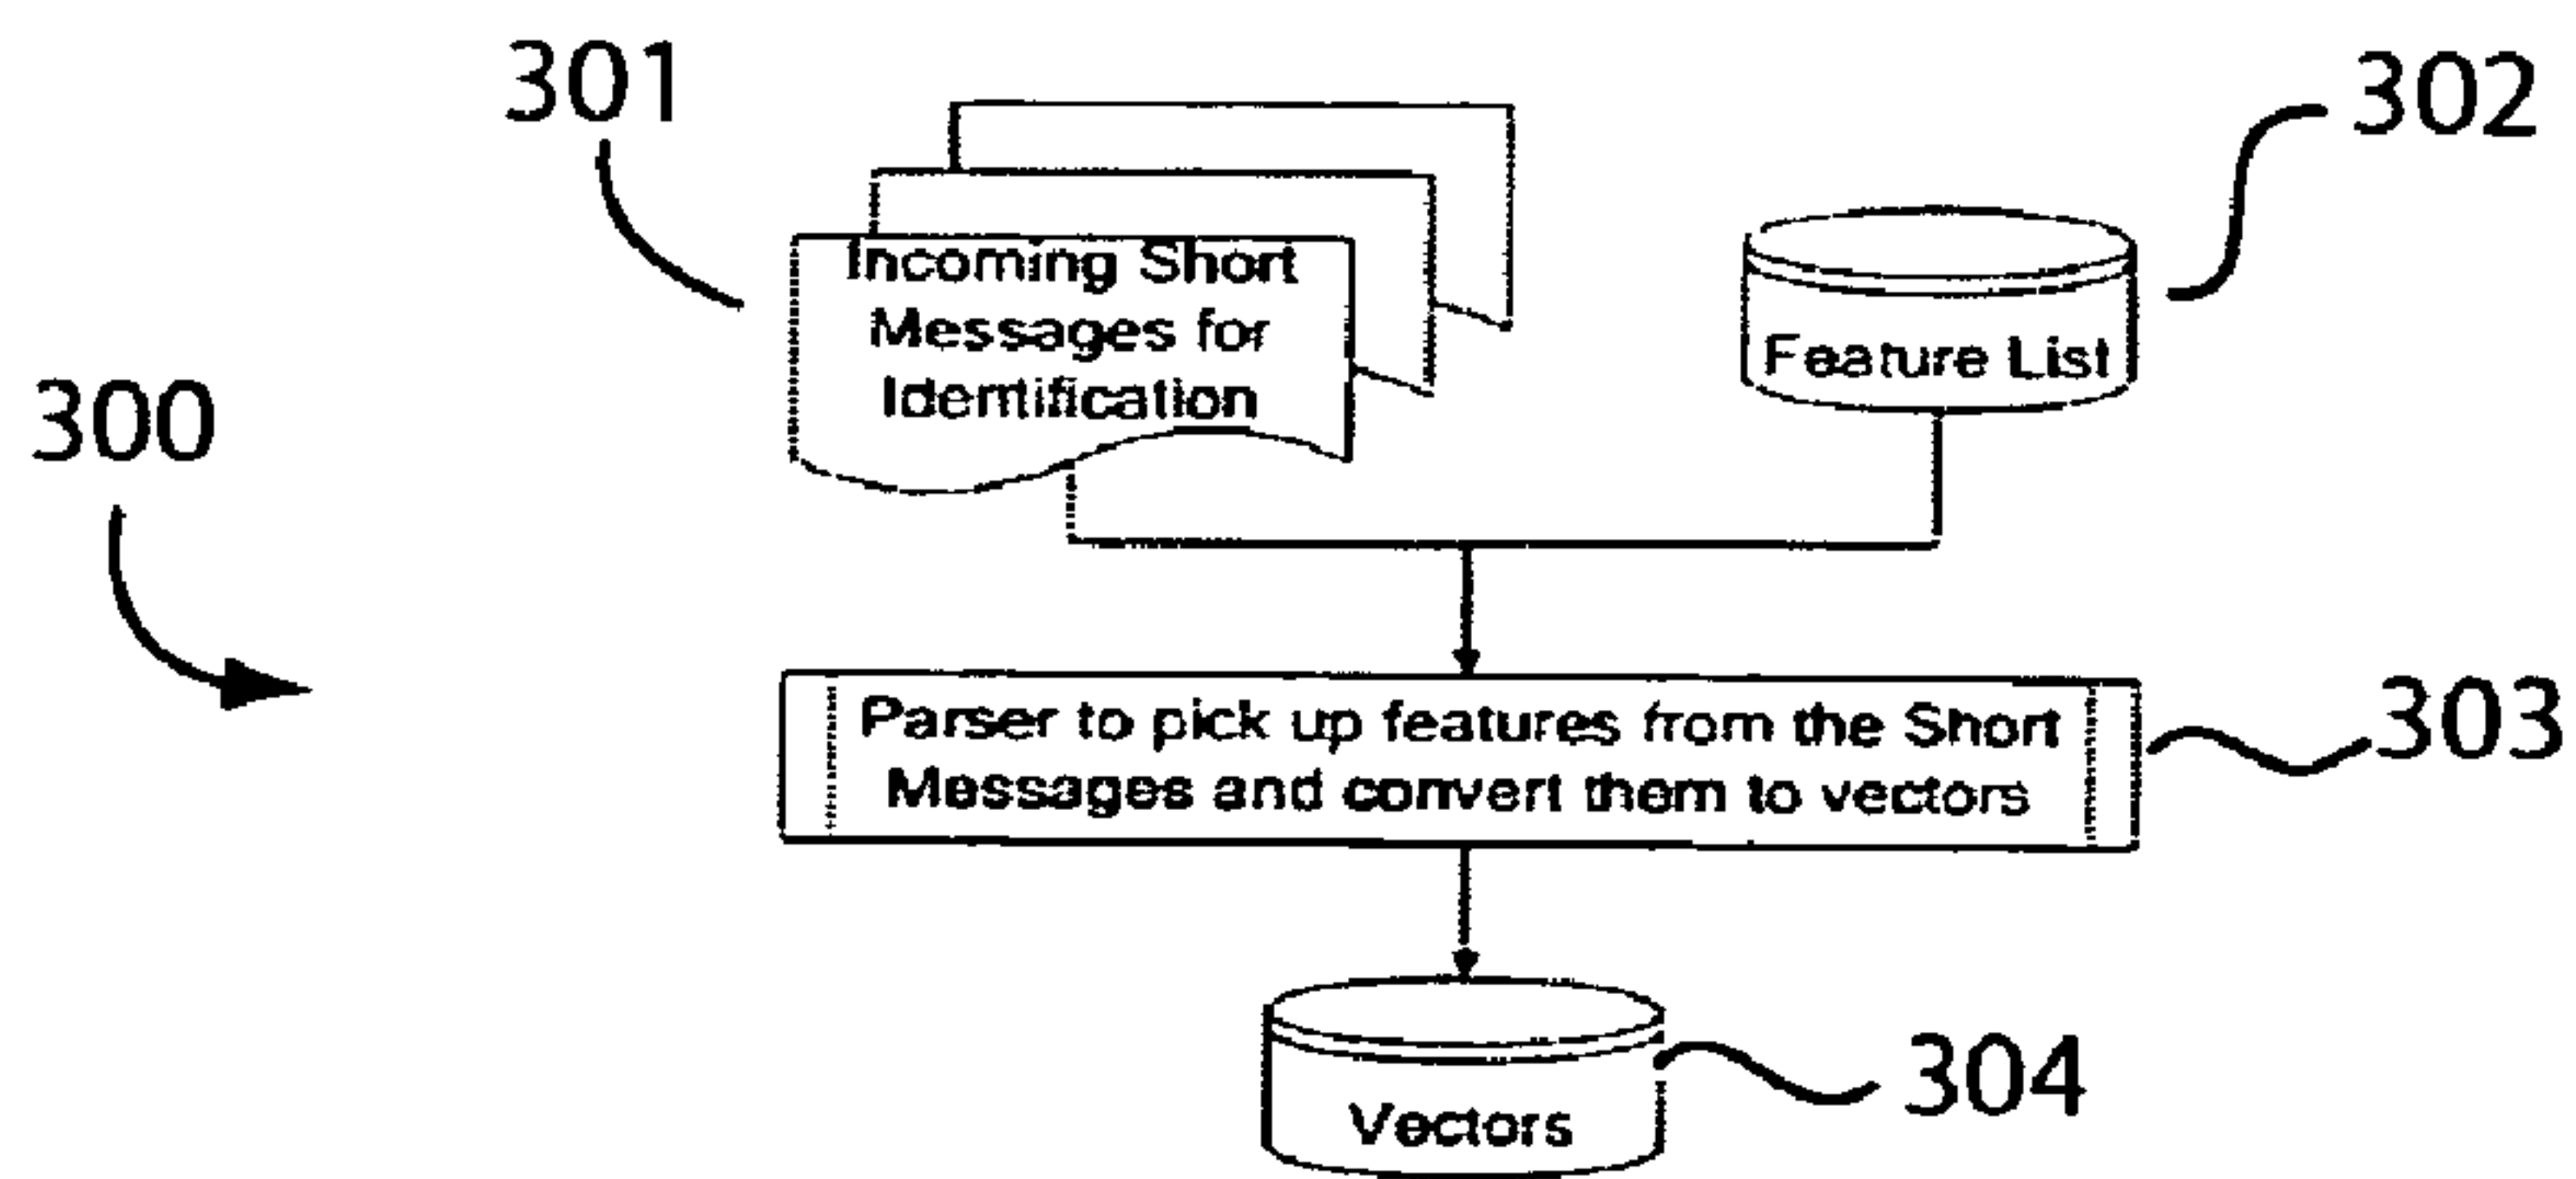 301
302
Incoming Short
Messages for
Identification
Feature List
300
Parser to pick up features from the Short
Messages and convert them to vectors
303
304
Vectors